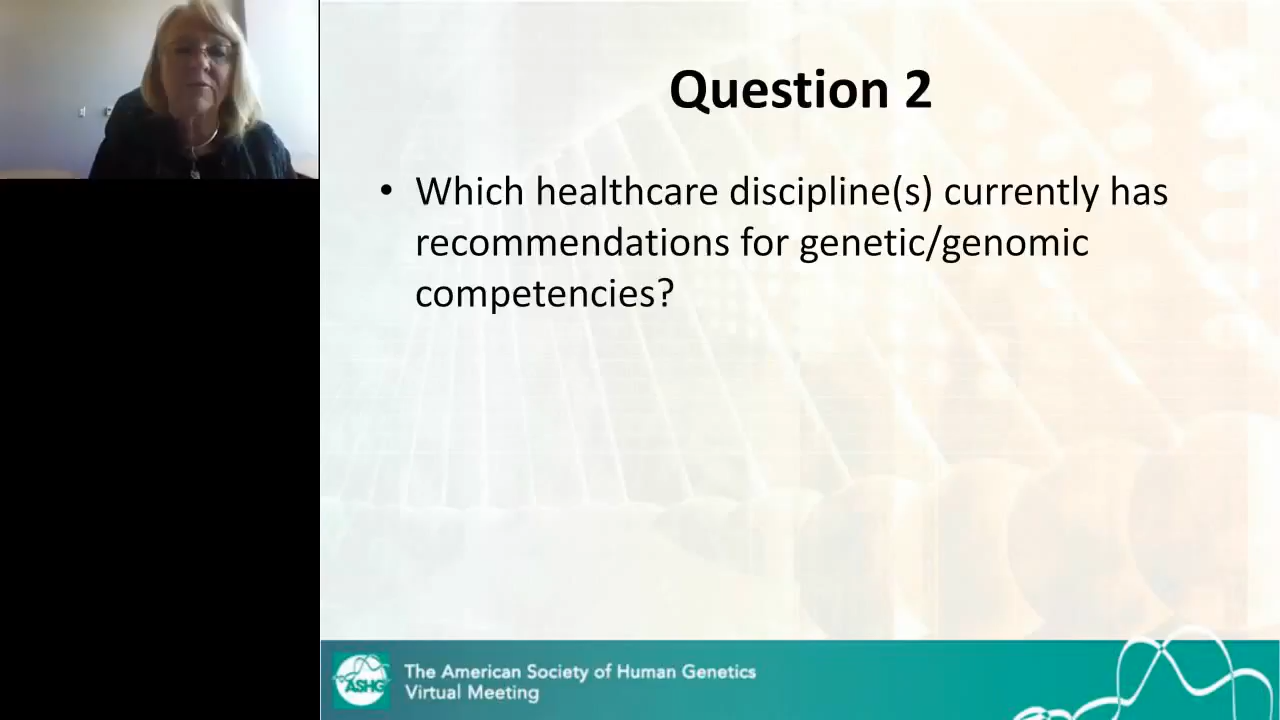 Question 2
• Which healthcare discipline(s) currently has
recommendations for genetic/genomic
competencies?
ASHG
The American Society of Human Genetics
Virtual Meeting